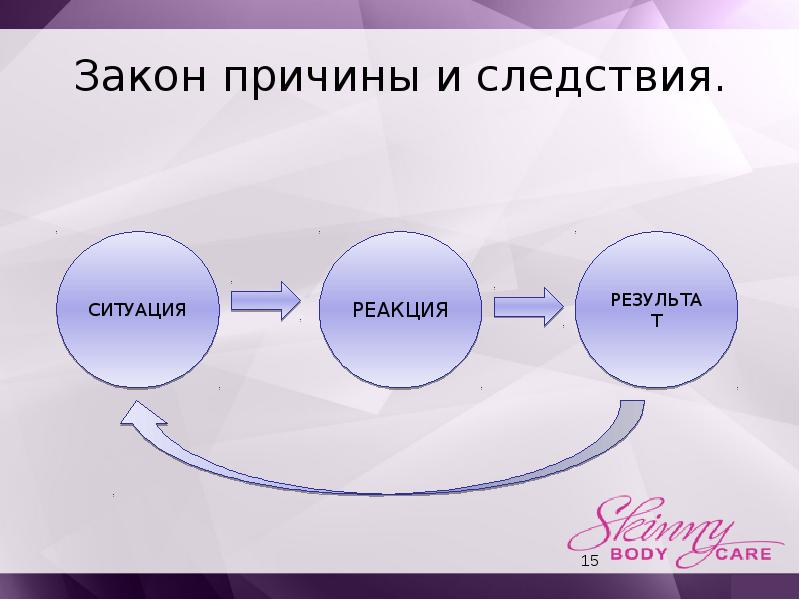 Закон причины и следствия.
СИТУАЦИЯ
РЕАКЦИЯ
РЕЗУЛЬТА
Т
Skinny
BODY CARE
15